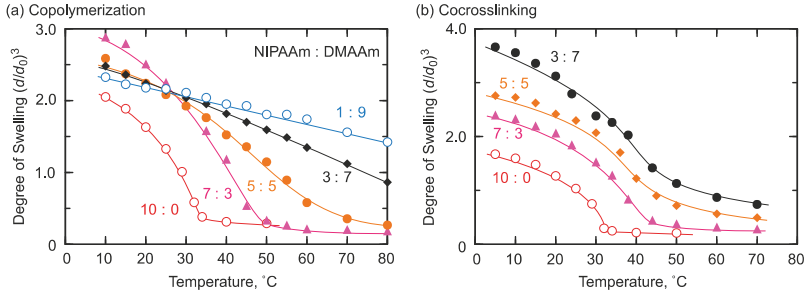 (a) Copolymerization
3.0
2.0
1.0
0
Degree of Swelling (d/d₀)³
NIPAAm : DMAAm
1 : 9
3 : 7
5 : 5
7 : 3
10 : 0
0 10 20 30 40 50 60 70 80
Temperature, ˚C
(b) Cocrosslinking
4.0
2.0
0
Degree of Swelling (d/d₀)³
3 : 7
5 : 5
7 : 3
10 : 0
0 10 20 30 40 50 60 70 80
Temperature, ˚C